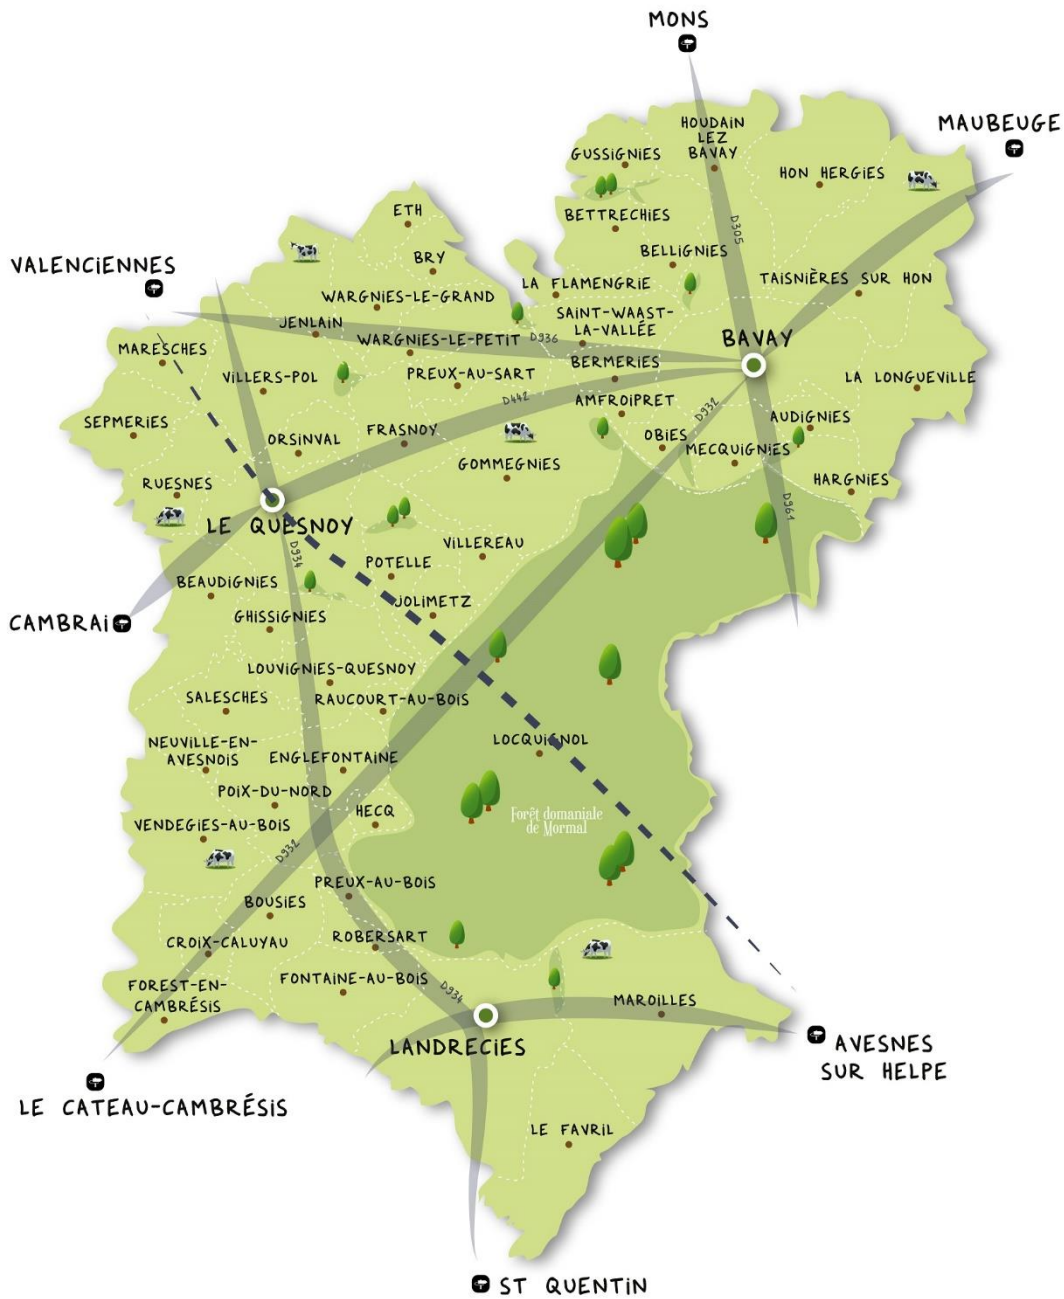 MONS
MAUBEUGE
HOUDAIN
LEZ
BAVAY
GUSSIGNIES
HON HERGIES
ETH
BETTRECHIES
D305
BRY
BELLIGNIES
VALENCIENNES
LA FLAMENGRIE
TAISNIÈRES SUR HON
WARGNIES-LE-GRAND
SAINT-WAAST-
LA-VALLÉE
JENLAIN
WARGNIES-LE-PETIT
D936
BAVAY
MARESCHES
BERMERIES
VILLERS-POL
PREUX-AU-SART
LA LONGUEVILLE
D442
AMFROIPRET
D932
SEPMERIES
AUDIGNIES
ORSINVAL
FRASNOY
OBIES
MECQUIGNIES
GOMMEGNIES
RUESNES
HARGNIES
D961
LE QUESNOY
VILLEREAU
D934
POTELLE
BEAUDIGNIES
JOLIMETZ
GHISSIGNIES
CAMBRAI
LOUVIGNIES-QUESNOY
SALESCHES
RAUCOURT-AU-BOIS
NEUVILLE-EN-
AVESNOIS
LOCQUIGNOL
ENGLEFONTAINE
POIX-DU-NORD
HECQ
Forêt domaniale
de Mormal
VENDEGIES-AU-BOIS
D932
PREUX-AU-BOIS
BOUSIES
CROIX-CALUYAU
ROBERSART
FOREST-EN-
CAMBRÉSIS
FONTAINE-AU-BOIS
D934
MAROILLES
LANDRECIES
AVESNES
SUR HELPE
LE CATEAU-CAMBRÉSIS
LE FAVRIL
ST QUENTIN